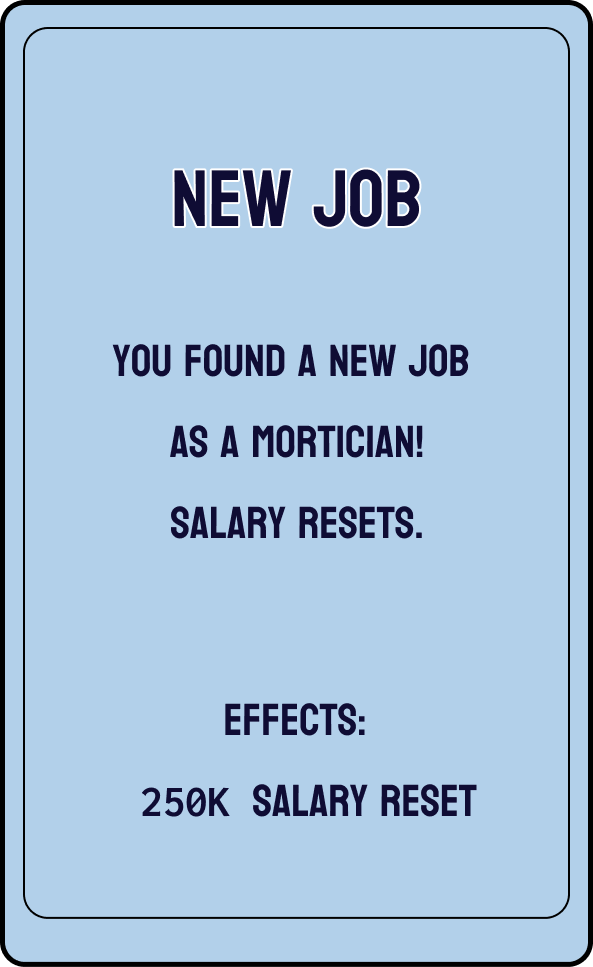 NEW JOB
YOU FOUND A NEW JOB
AS A MORTICIAN!
SALARY RESETS.
EFFECTS:
250K SALARY RESET